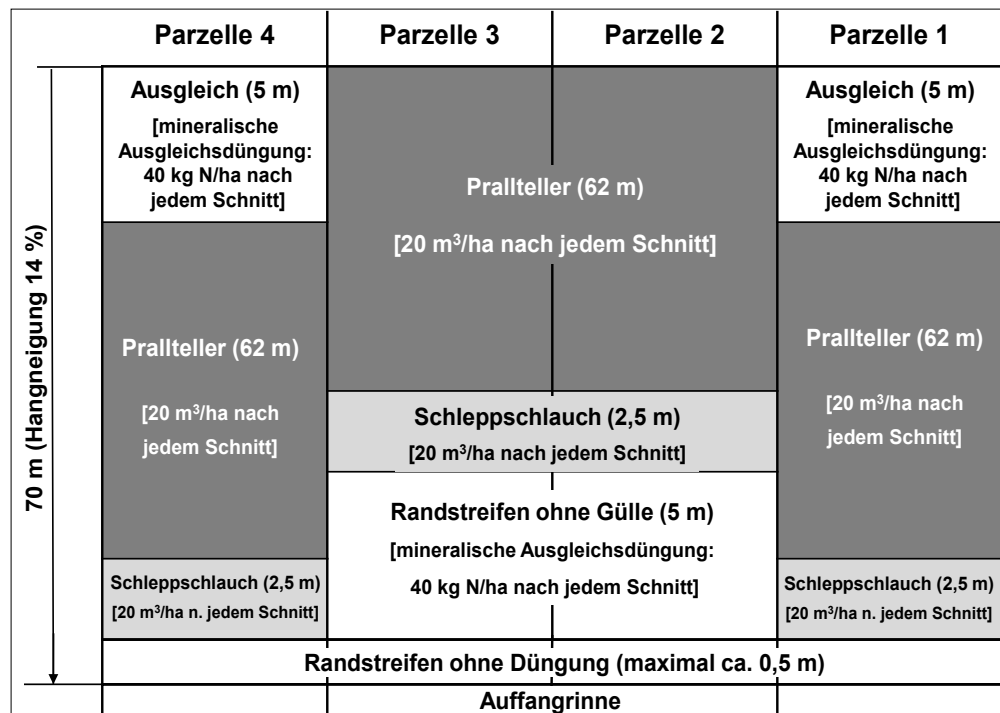 Parzelle 4
Parzelle 3
Parzelle 2
Parzelle 1
70 m (Hangneigung 14 %)
Ausgleich (5 m)
[mineralische
Ausgleichsdüngung:
40 kg N/ha nach
jedem Schnitt]
Prallteller (62 m)
[20 m³/ha nach
jedem Schnitt]
Schleppschlauch (2,5 m)
[20 m³/ha n. jedem Schnitt]
Prallteller (62 m)
[20 m³/ha nach jedem Schnitt]
Schleppschlauch (2,5 m)
[20 m³/ha nach jedem Schnitt]
Randstreifen ohne Gülle (5 m)
[mineralische Ausgleichsdüngung:
40 kg N/ha nach jedem Schnitt]
Ausgleich (5 m)
[mineralische
Ausgleichsdüngung:
40 kg N/ha nach
jedem Schnitt]
Prallteller (62 m)
[20 m³/ha nach
jedem Schnitt]
Schleppschlauch (2,5 m)
[20 m³/ha n. jedem Schnitt]
Randstreifen ohne Düngung (maximal ca. 0,5 m)
Auffangrinne